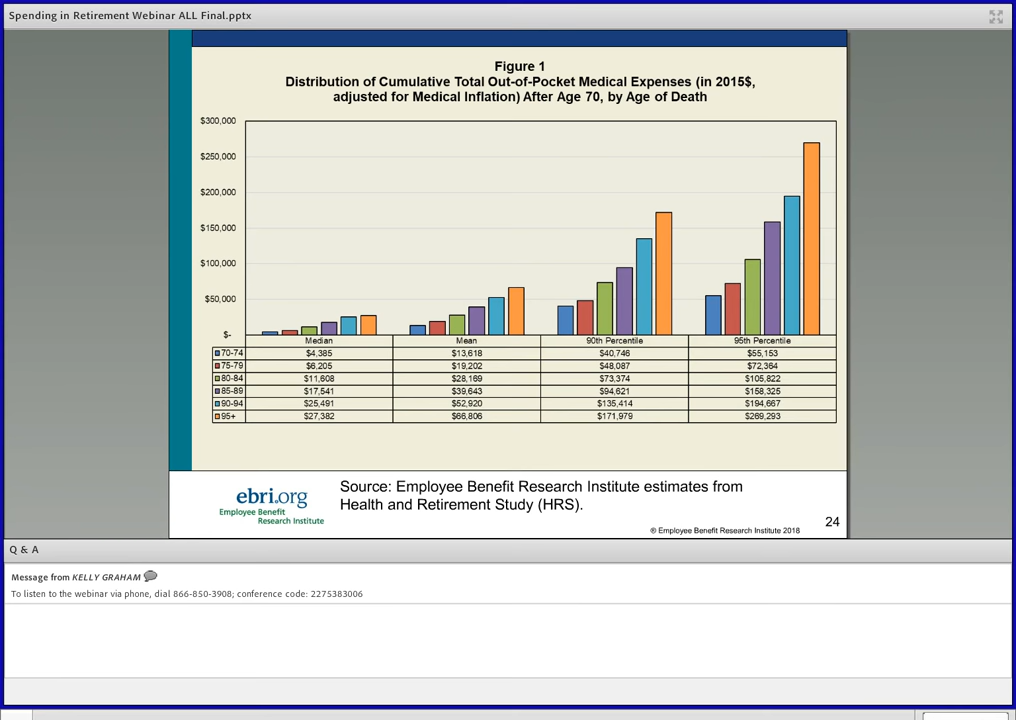 Spending in Retirement Webinar ALL Final.pptx
Figure 1
Distribution of Cumulative Total Out-of-Pocket Medical Expenses (in 2015$,
adjusted for Medical Inflation) After Age 70, by Age of Death
$300,000
$250,000
$200,000
$150,000
$100,000
$50,000
$-
Median Mean 90th Percentile 95th Percentile
70-74 $4,385 $13,618 $40,746 $55,153
75-79 $6,205 $19,202 $48,087 $72,364
80-84 $11,608 $28,169 $73,374 $105,822
85-89 $17,541 $39,643 $94,621 $158,325
90-94 $25,491 $52,920 $135,414 $194,667
95+ $27,382 $66,806 $171,979 $269,293
ebri.org
Employee Benefit
Research Institute
Source: Employee Benefit Research Institute estimates from
Health and Retirement Study (HRS).
® Employee Benefit Research Institute 2018
24
Q & A
Message from KELLY GRAHAM
To listen to the webinar via phone, dial 866-850-3908; conference code: 2275383006